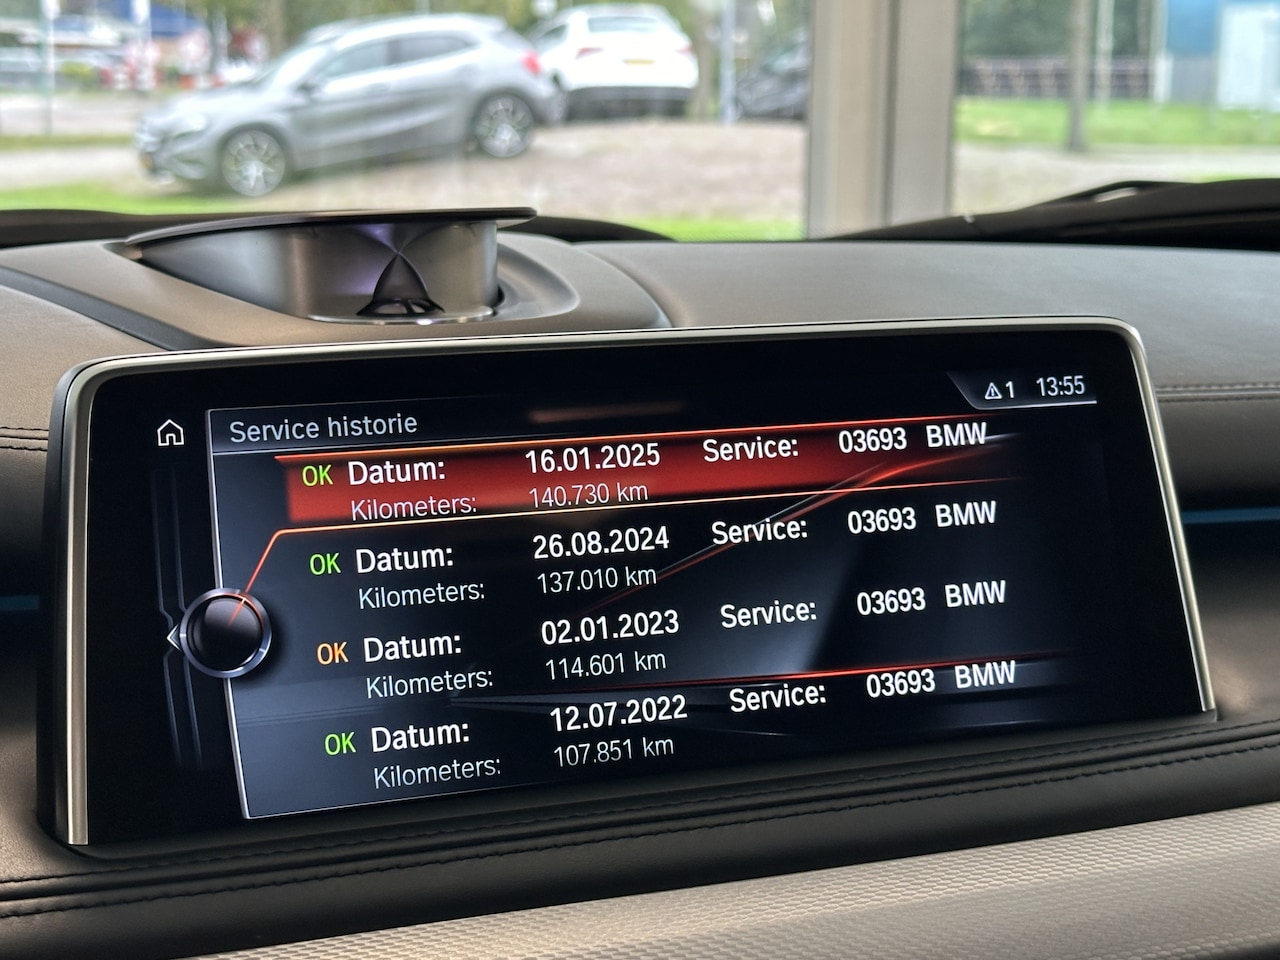 1 13:55
Service historie
OK Datum: 16.01.2025 Service: 03693 BMW
Kilometers: 140.730 km
OK Datum: 26.08.2024 Service: 03693 BMW
Kilometers: 137.010 km
OK Datum: 02.01.2023 Service: 03693 BMW
Kilometers: 114.601 km
OK Datum: 12.07.2022 Service: 03693 BMW
Kilometers: 107.851 km